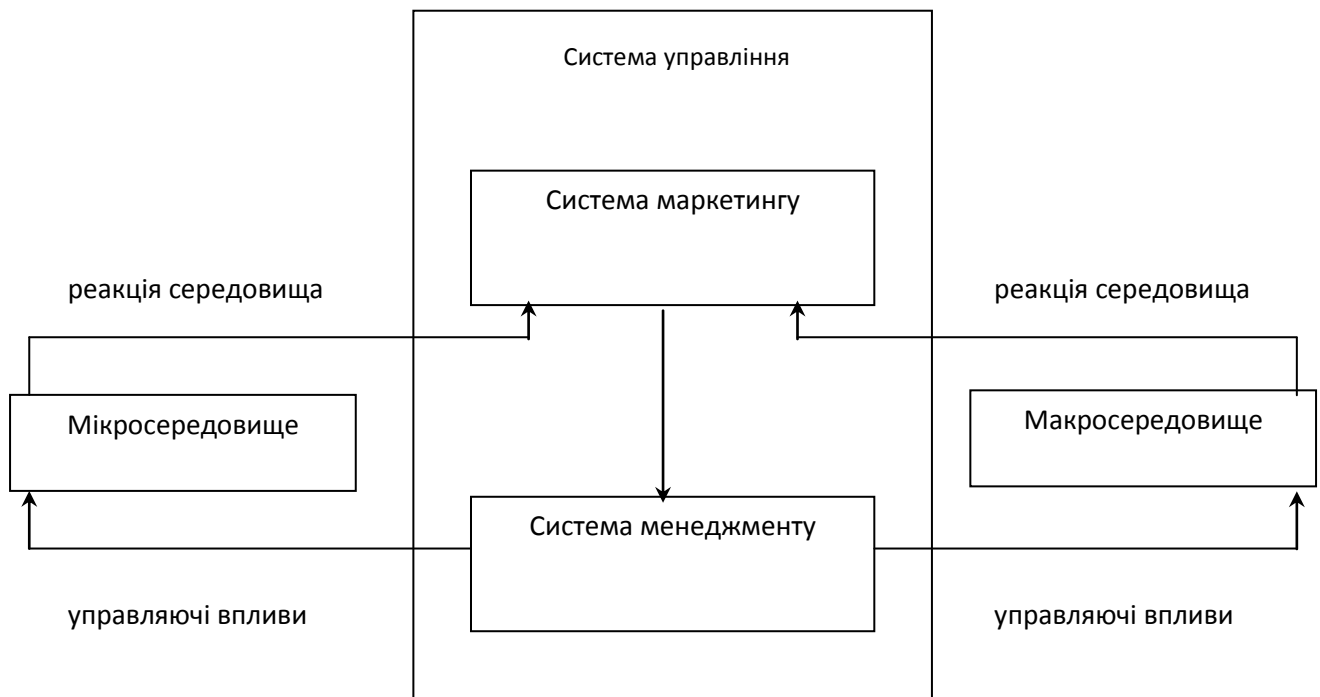 Система управління
Система маркетингу
реакція середовища
реакція середовища
Мікросередовище
Макросередовище
Система менеджменту
управляючі впливи
управляючі впливи